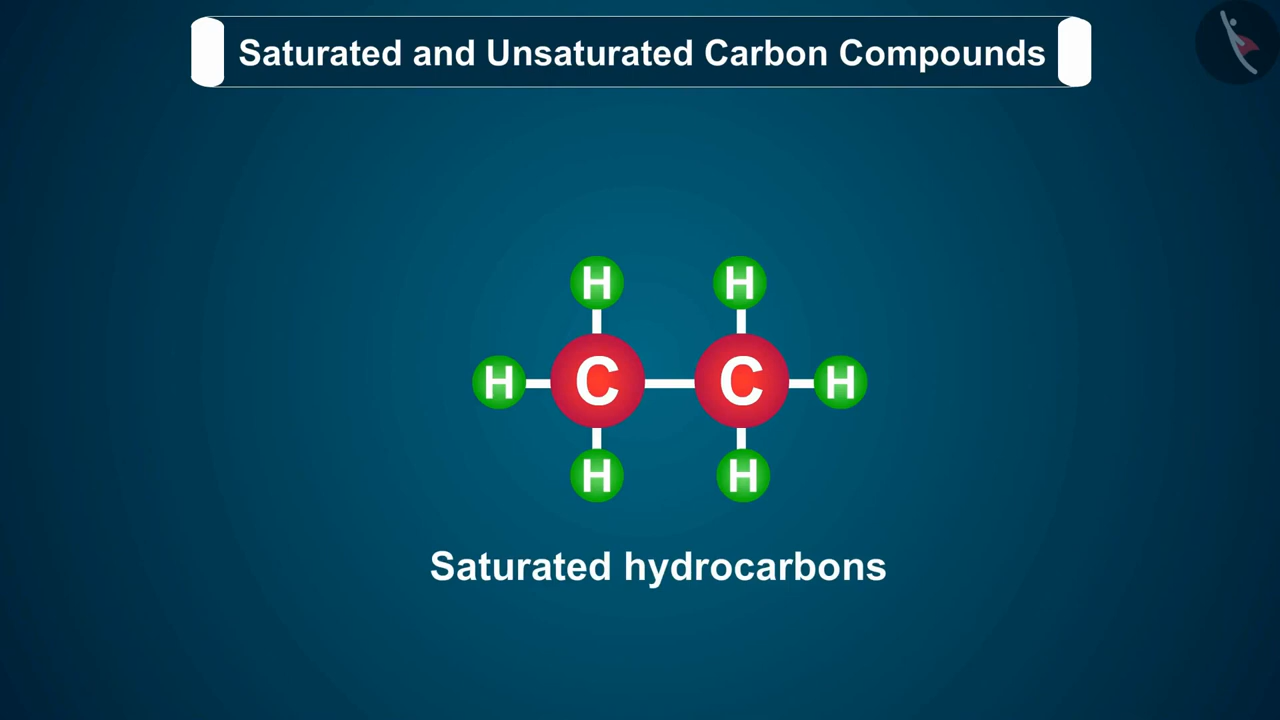 Saturated and Unsaturated Carbon Compounds
H H
H C C H
H H
Saturated hydrocarbons